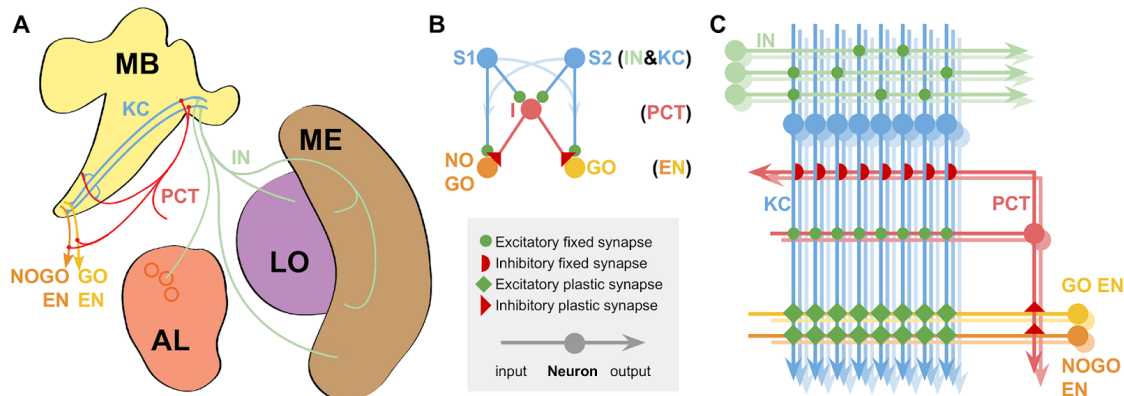 A
MB
KC
IN
ME
PCT
LO
NOGO GO
EN EN
AL
B
S1 S2 (IN&KC)
I (PCT)
NO
GO
GO (EN)
Excitatory fixed synapse
Inhibitory fixed synapse
Excitatory plastic synapse
Inhibitory plastic synapse
input Neuron output
C
IN
KC PCT
GO EN
NOGO
EN